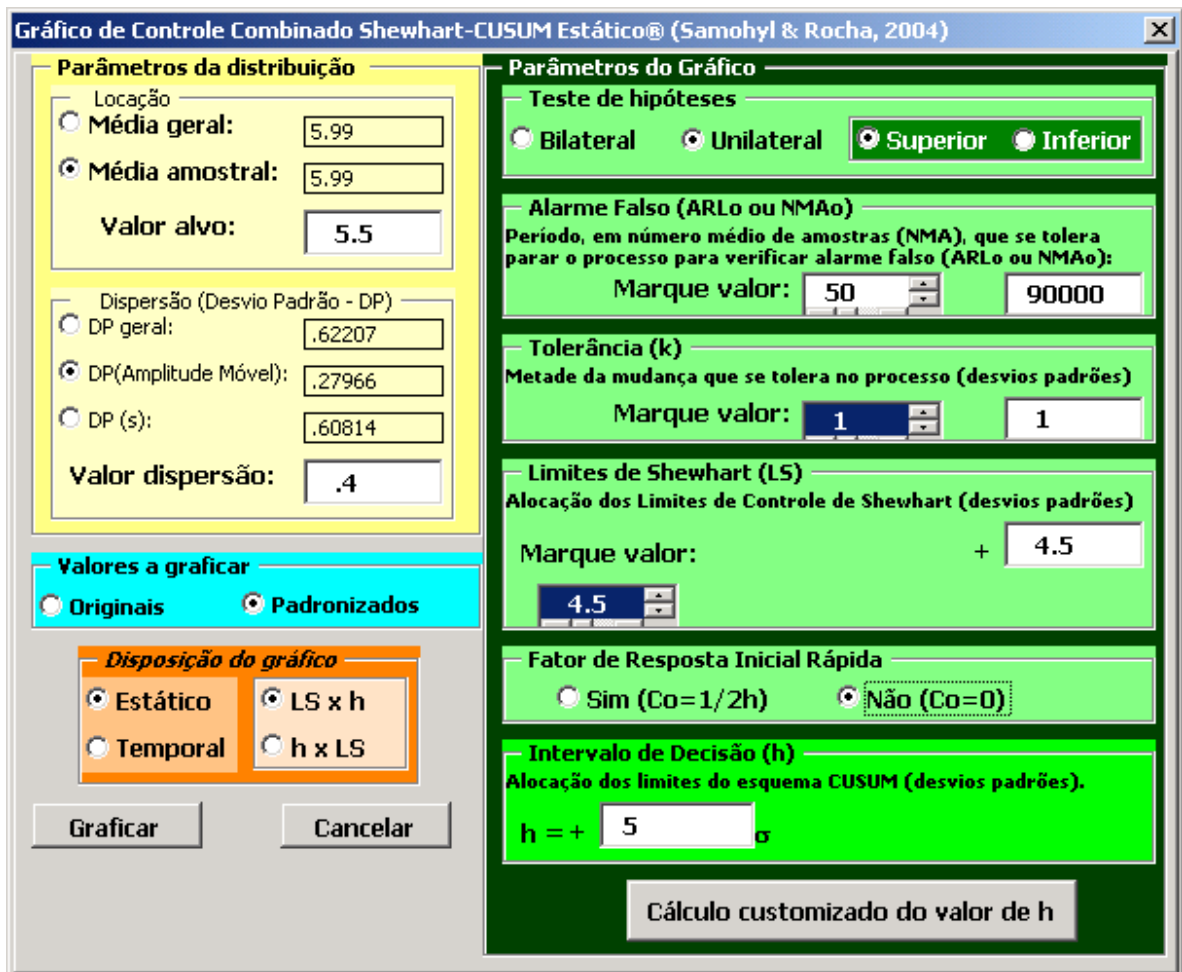 Gráfico de Controle Combinado Shewhart-CUSUM Estático® (Samohyl & Rocha, 2004)
Parâmetros da distribuição
Locação
Média geral: 5.99
Média amostral: 5.99
Valor alvo: 5.5
Dispersão (Desvio Padrão - DP)
DP geral: .62207
DP(Amplitude Móvel): .27966
DP (s): .60814
Valor dispersão: .4
Valores a graficar
Originais Padronizados
Disposição do gráfico
Estático LS x h
Temporal h x LS
Graficar Cancelar
Parâmetros do Gráfico
Teste de hipóteses
Bilateral Unilateral Superior Inferior
Alarme Falso (ARLo ou NMAo)
Período, em número médio de amostras (NMA), que se tolera
parar o processo para verificar alarme falso (ARLo ou NMAo):
Marque valor: 50 90000
Tolerância (k)
Metade da mudança que se tolera no processo (desvios padrões)
Marque valor: 1 1
Limites de Shewhart (LS)
Alocação dos Limites de Controle de Shewhart (desvios padrões)
Marque valor: + 4.5
4.5
Fator de Resposta Inicial Rápida
Sim (Co=1/2h) Não (Co=0)
Intervalo de Decisão (h)
Alocação dos limites do esquema CUSUM (desvios padrões).
h = + 5 σ
Cálculo customizado do valor de h